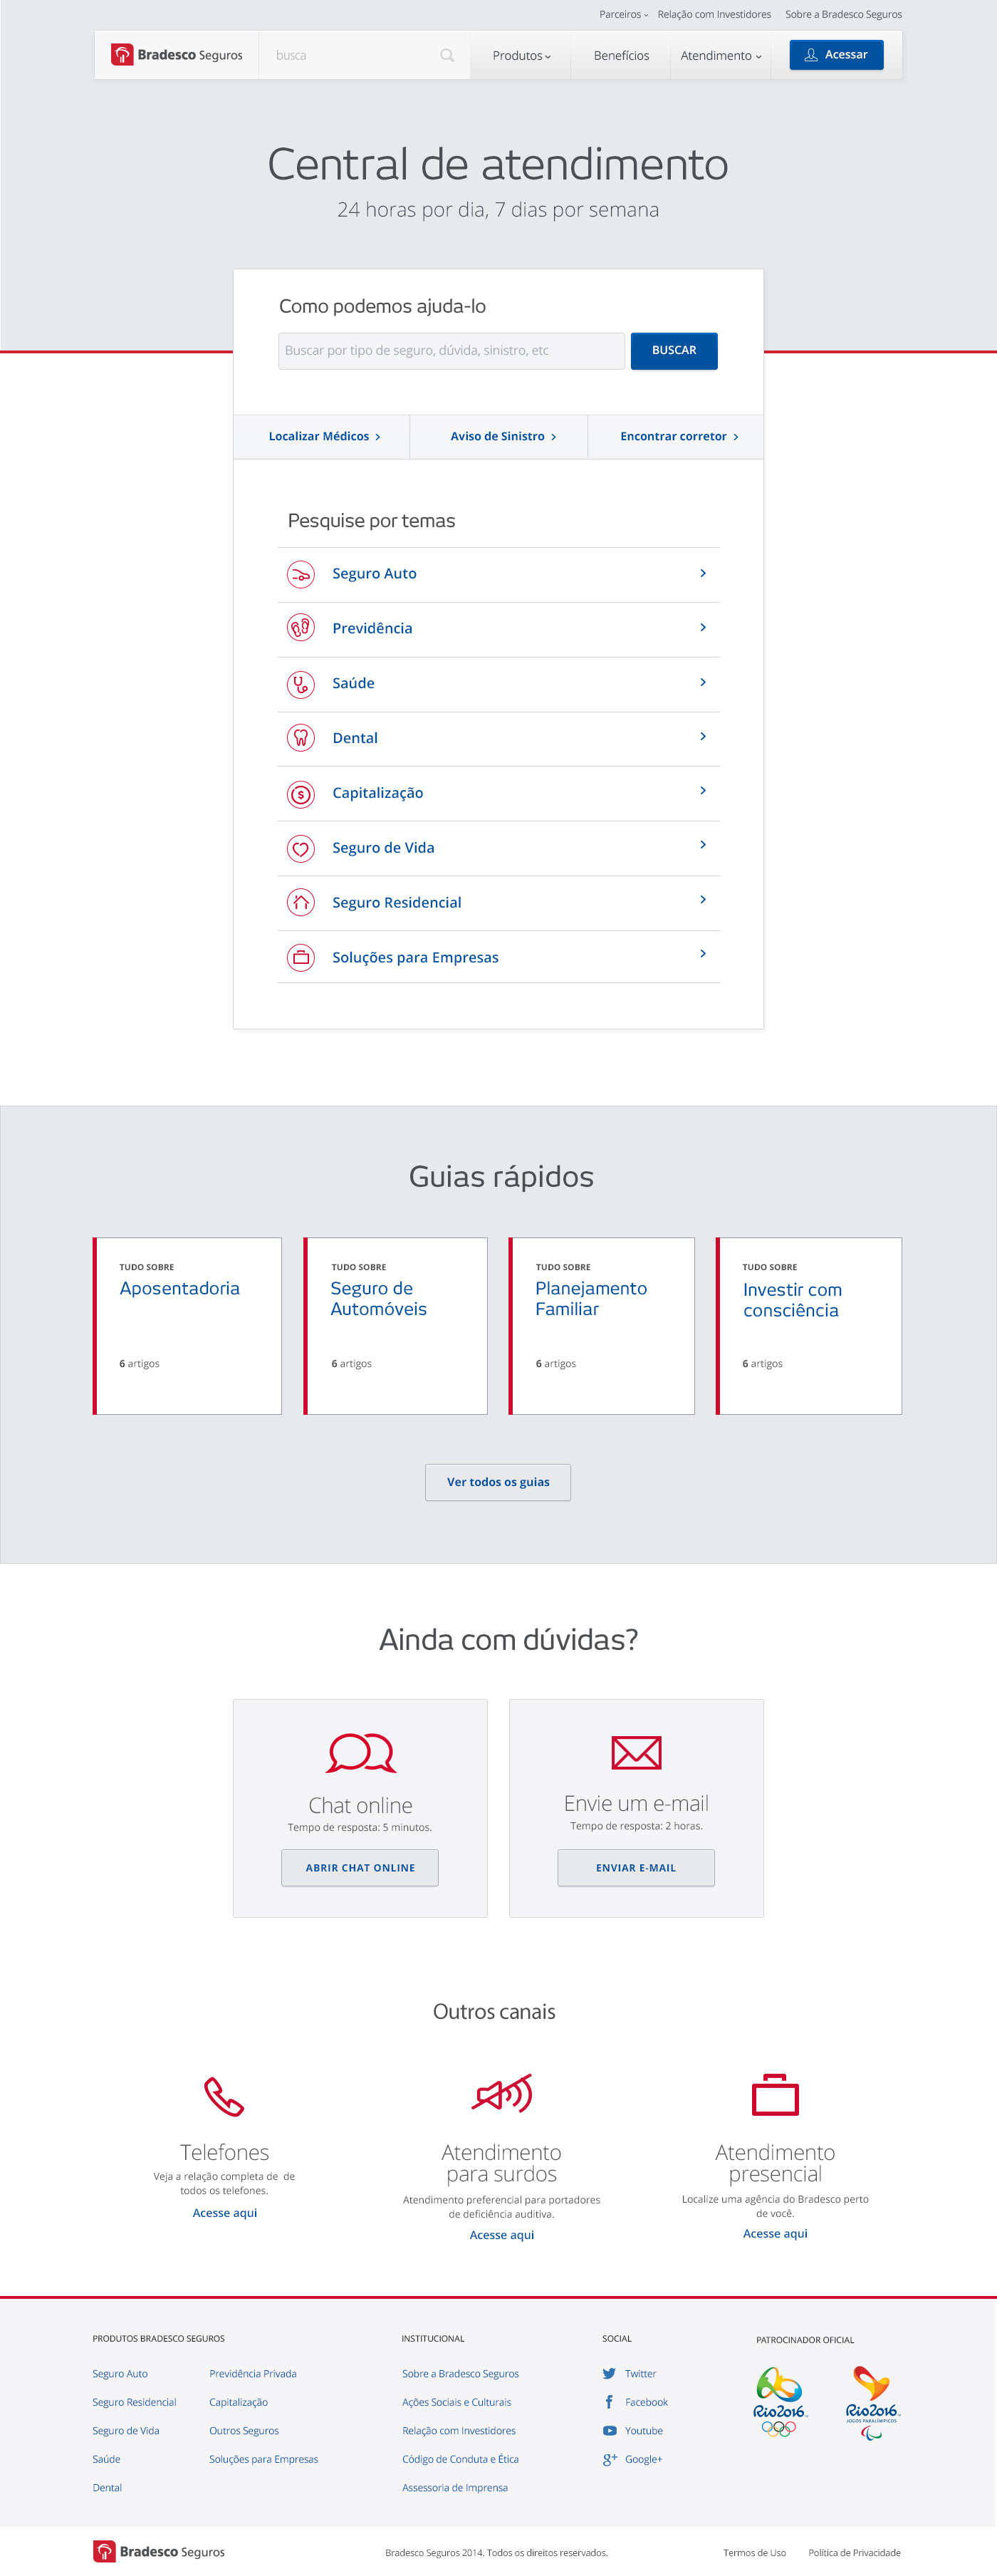 Parceiros Relação com Investidores Sobre a Bradesco Seguros
Bradesco Seguros busca Produtos Benefícios Atendimento Acessar
Central de atendimento
24 horas por dia, 7 dias por semana
Como podemos ajuda-lo
Buscar por tipo de seguro, dúvida, sinistro, etc BUSCAR
Localizar Médicos Aviso de Sinistro Encontrar corretor
Pesquise por temas
Seguro Auto
Previdência
Saúde
Dental
Capitalização
Seguro de Vida
Seguro Residencial
Soluções para Empresas
Guias rápidos
TUDO SOBRE
Aposentadoria
6 artigos
TUDO SOBRE
Seguro de
Automóveis
6 artigos
TUDO SOBRE
Planejamento
Familiar
6 artigos
TUDO SOBRE
Investir com
consciência
6 artigos
Ver todos os guias
Ainda com dúvidas?
Chat online
Tempo de resposta: 5 minutos.
ABRIR CHAT ONLINE
Envie um e-mail
Tempo de resposta: 2 horas.
ENVIAR E-MAIL
Outros canais
Telefones
Veja a relação completa de de
todos os telefones.
Acesse aqui
Atendimento
para surdos
Atendimento preferencial para portadores
de deficiência auditiva.
Acesse aqui
Atendimento
presencial
Localize uma agência do Bradesco perto
de você.
Acesse aqui
PRODUTOS BRADESCO SEGUROS
Seguro Auto
Seguro Residencial
Seguro de Vida
Saúde
Dental
Previdência Privada
Capitalização
Outros Seguros
Soluções para Empresas
INSTITUCIONAL
Sobre a Bradesco Seguros
Ações Sociais e Culturais
Relação com Investidores
Código de Conduta e Ética
Assessoria de Imprensa
SOCIAL
Twitter
Facebook
Youtube
Google+
PATROCINADOR OFICIAL
Rio2016
Rio2016
JOGOS PARALÍMPICOS
Bradesco Seguros Bradesco Seguros 2014. Todos os direitos reservados. Termos de Uso Política de Privacidade